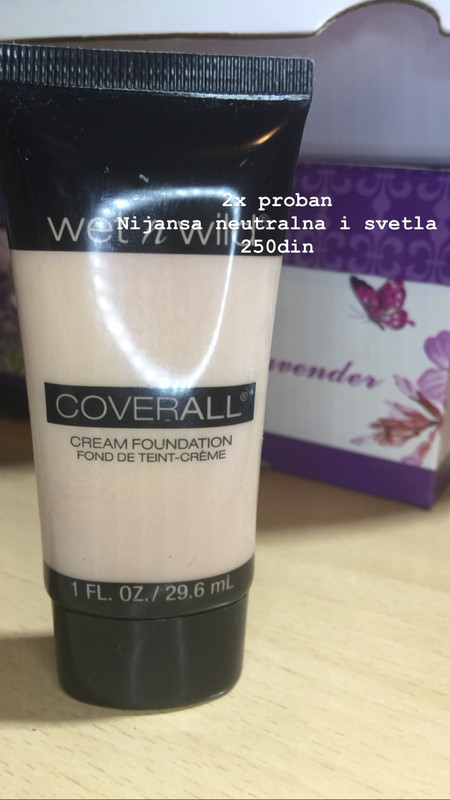 2x proban
Nijansa neutralna i svetla
250din
wet n wild
COVERALL®
CREAM FOUNDATION
FOND DE TEINT-CRÈME
1 FL. OZ./ 29.6 mL